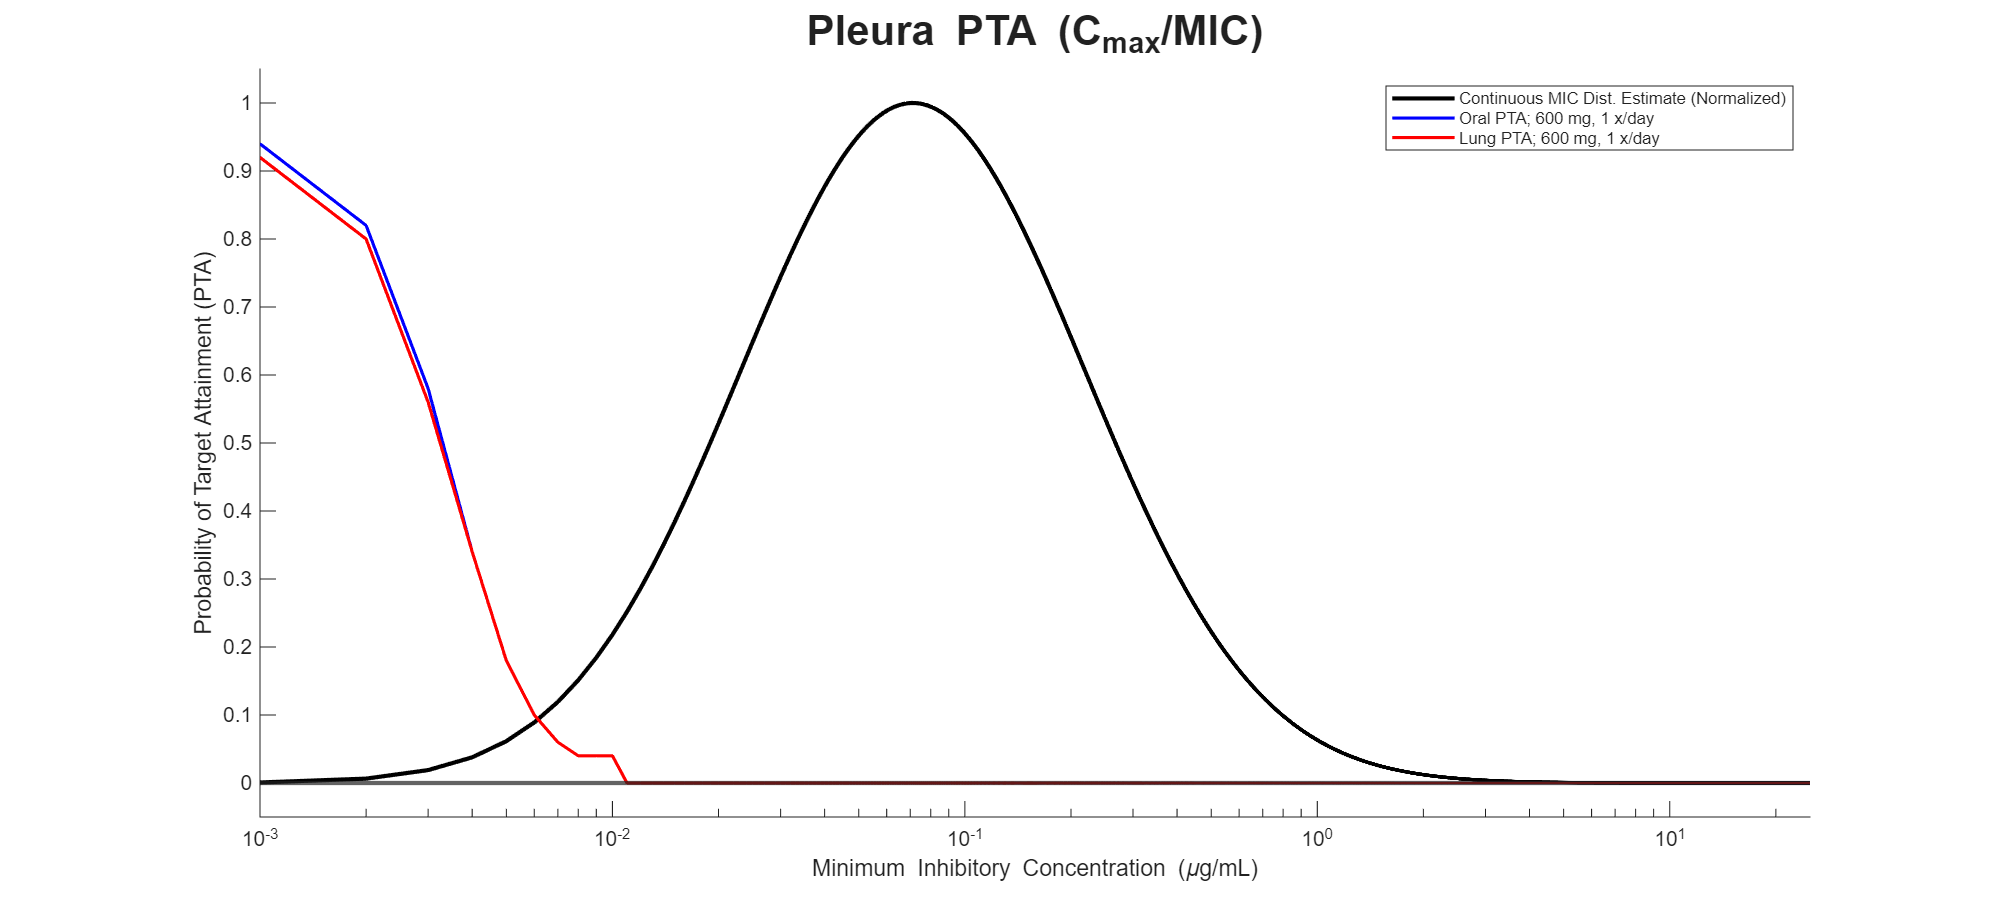 Pleura PTA (Cmax/MIC)
Continuous MIC Dist. Estimate (Normalized)
Oral PTA; 600 mg, 1 x/day
Lung PTA; 600 mg, 1 x/day
Probability of Target Attainment (PTA)
1
0.9
0.8
0.7
0.6
0.5
0.4
0.3
0.2
0.1
0
10-3 10-2 10-1 100 101
Minimum Inhibitory Concentration (μg/mL)